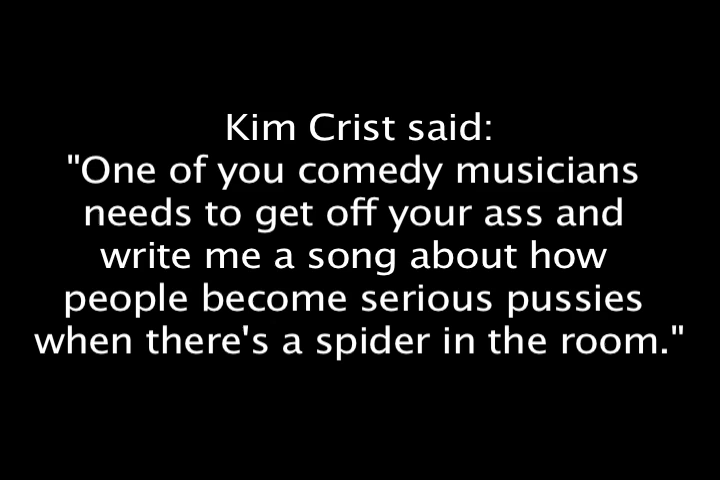 Kim Crist said:
"One of you comedy musicians
needs to get off your ass and
write me a song about how
people become serious pussies
when there's a spider in the room."